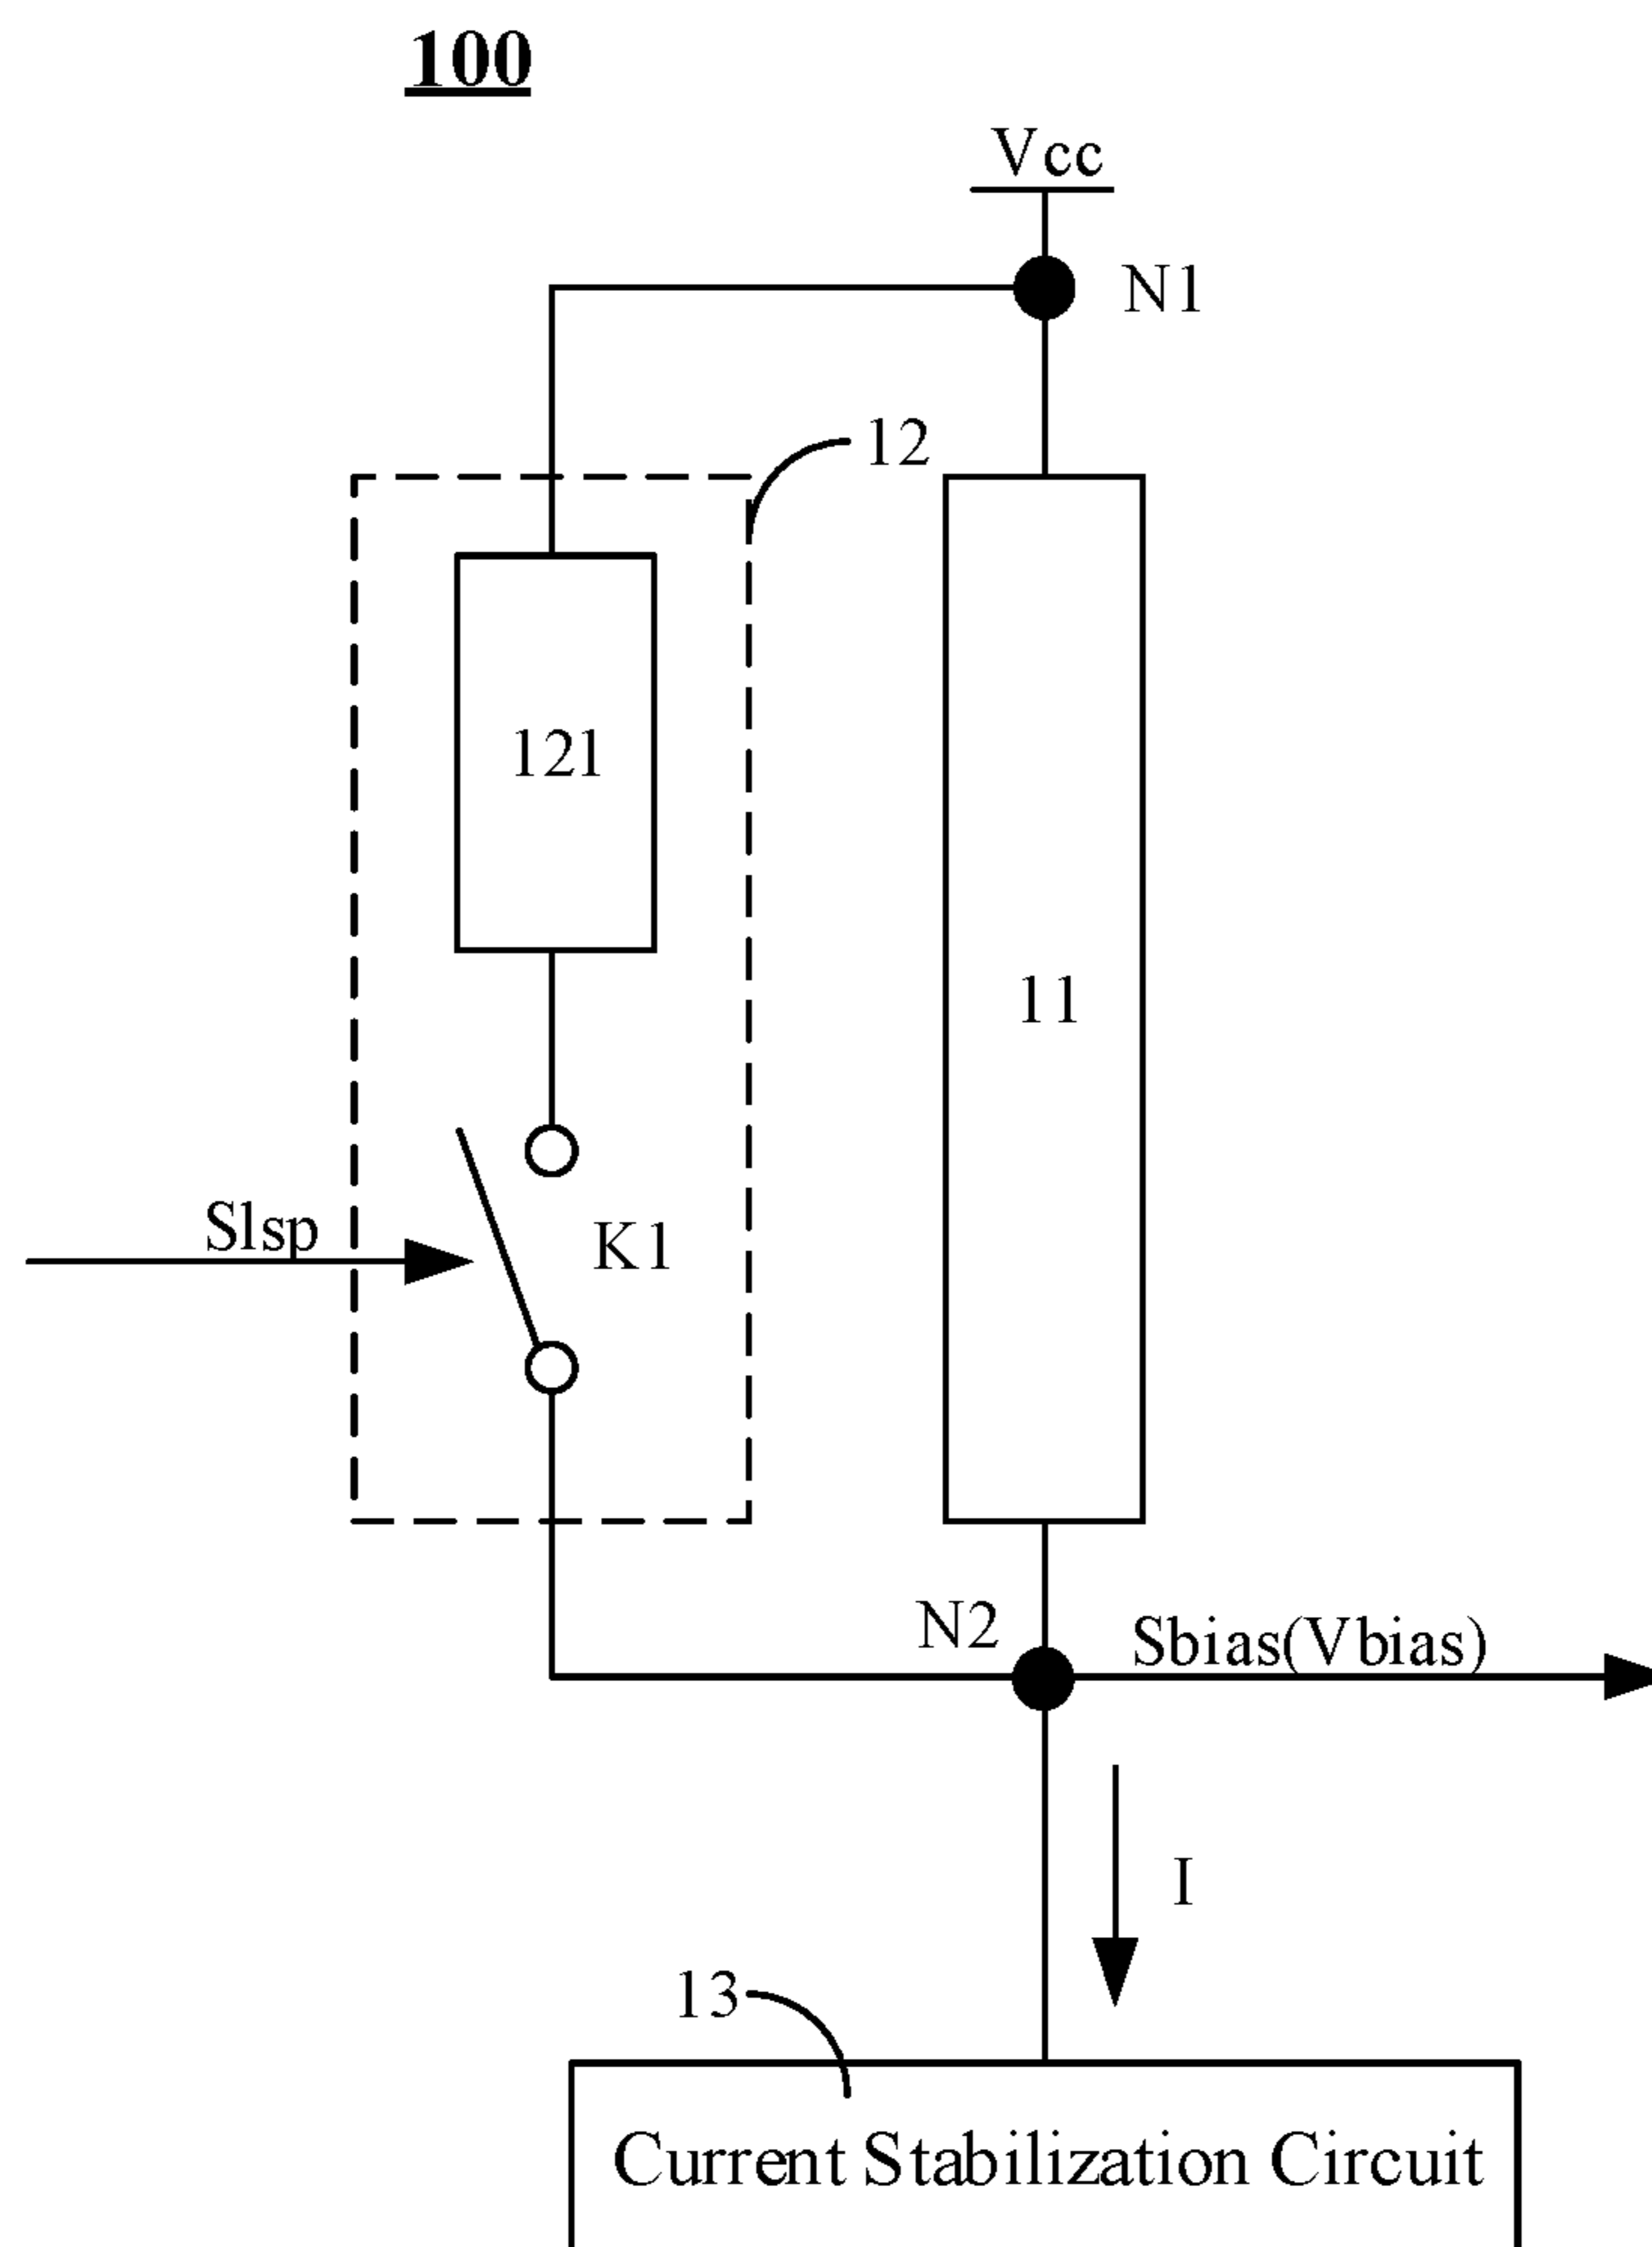 100
Vcc
N1
12
121
11
Slsp
K1
N2
Sbias(Vbias)
I
13
Current Stabilization Circuit